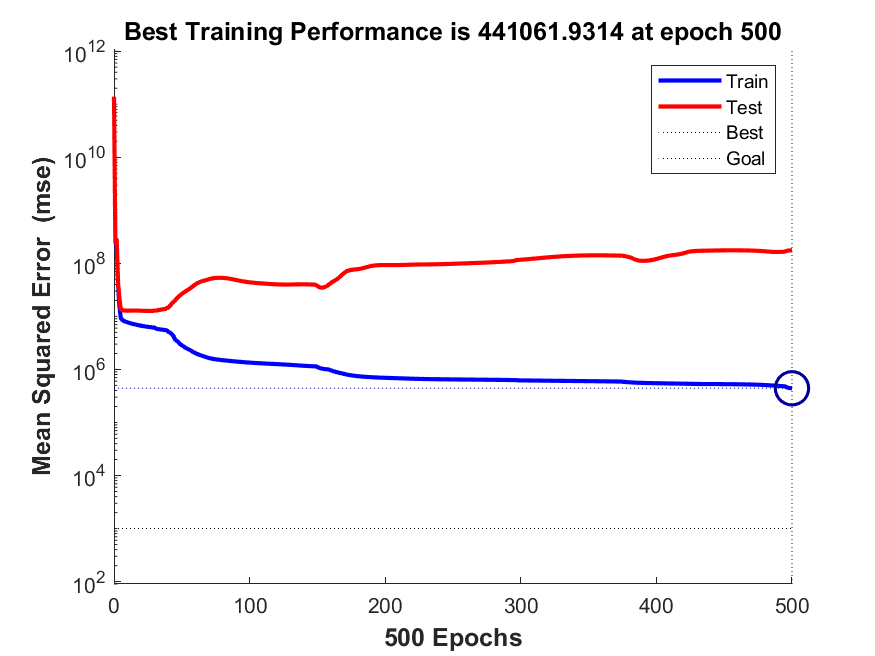 Best Training Performance is 441061.9314 at epoch 500
Mean Squared Error (mse)
10^12
10^10
10^8
10^6
10^4
10^2
Train
Test
Best
Goal
0 100 200 300 400 500
500 Epochs